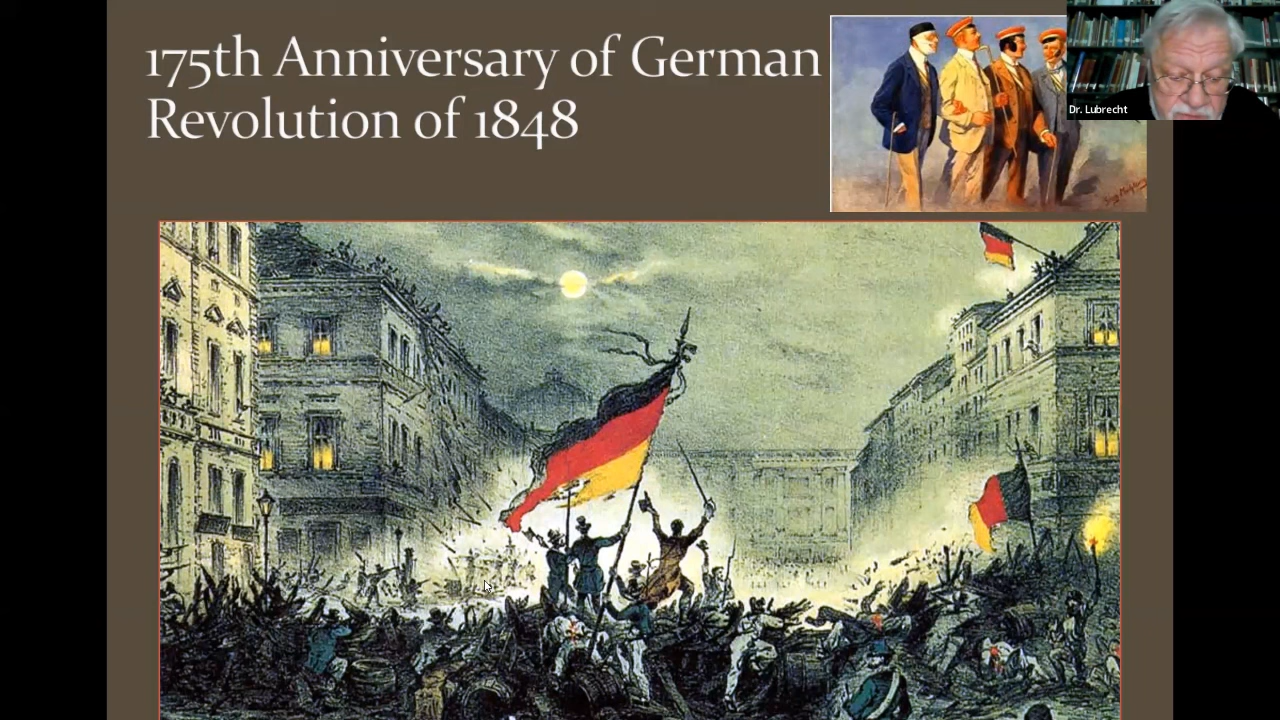 175th Anniversary of German
Revolution of 1848
Dr. Lubrecht